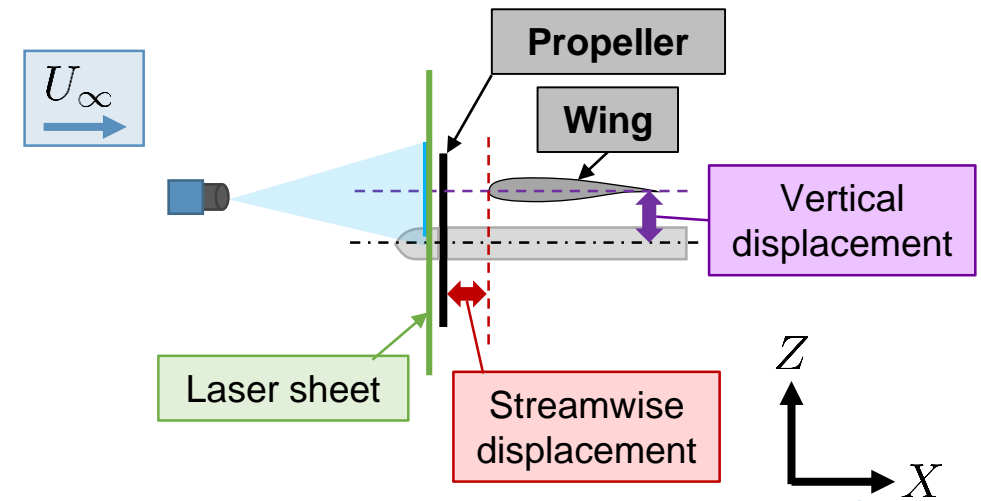 Propeller
U∞
Wing
Vertical
displacement
Laser sheet
Streamwise
displacement
Z
X